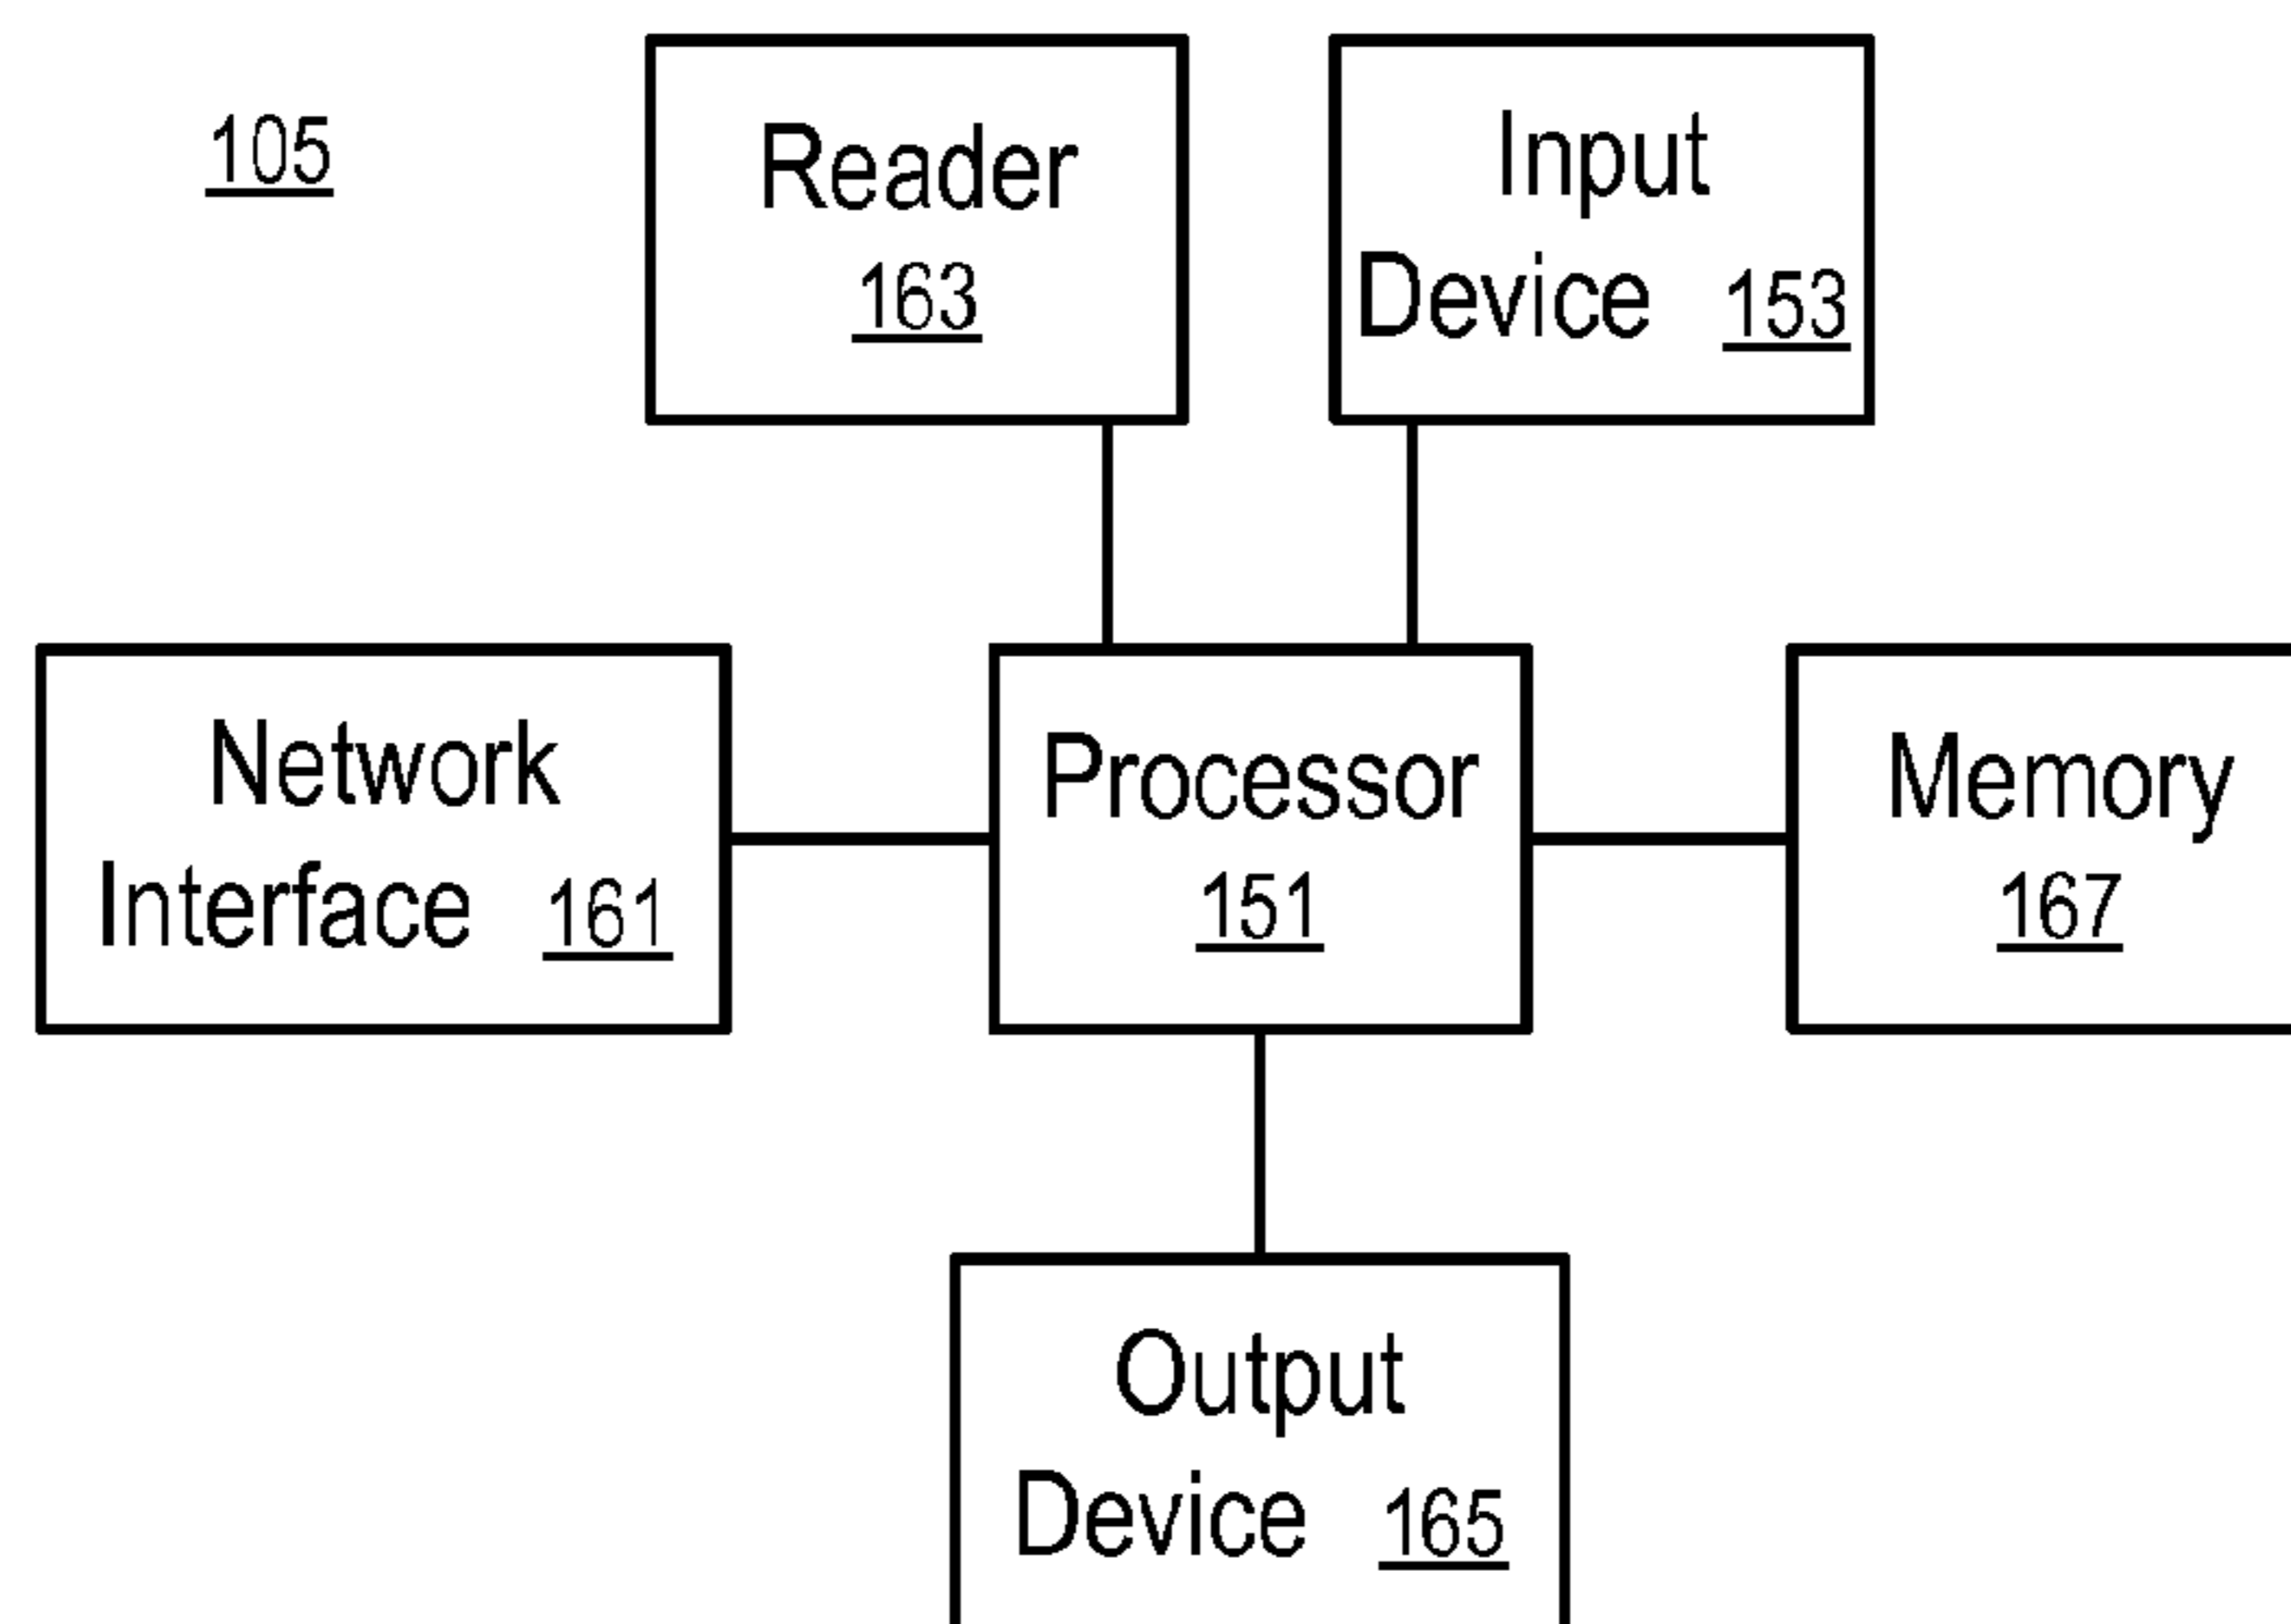 105
Reader
163
Input
Device 153
Network
Interface 161
Processor
151
Memory
167
Output
Device 165